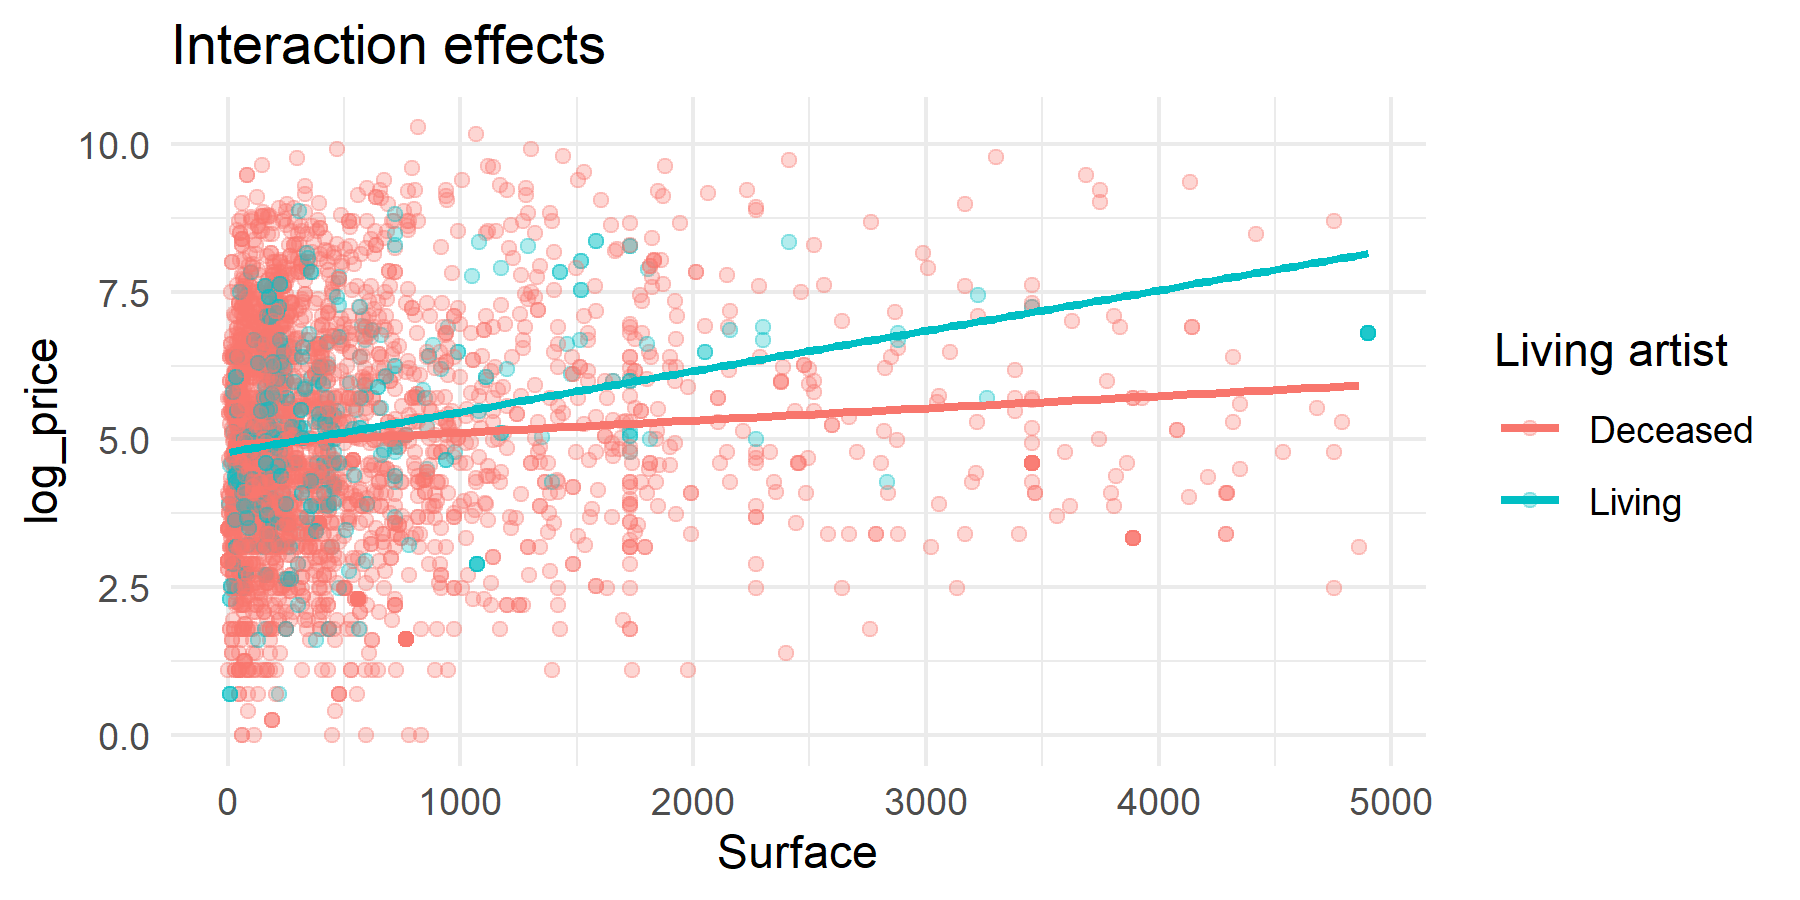 Interaction effects
10.0
7.5
5.0
2.5
0.0
log_price
0 1000 2000 3000 4000 5000
Surface
Living artist
Deceased
Living